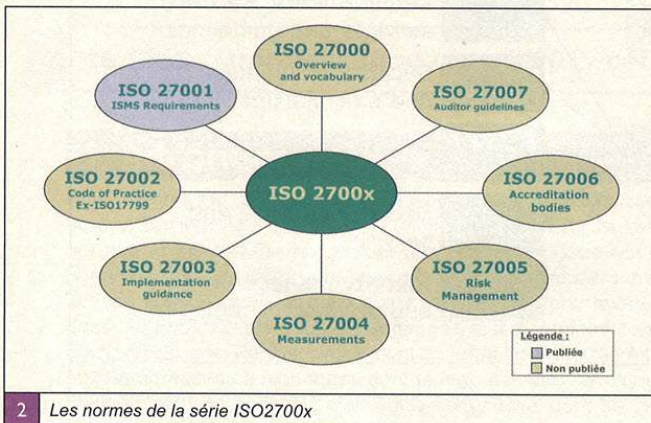 ISO 27000
Overview
and vocabulary
ISO 27001
ISMS Requirements
ISO 27007
Auditor guidelines
ISO 27002
Code of Practice
Ex-ISO17799
ISO 2700x
ISO 27006
Accreditation
bodies
ISO 27003
Implementation
guidance
ISO 27005
Risk
Management
ISO 27004
Measurements
Légende :
Publiée
Non publiée
2 Les normes de la série ISO2700x